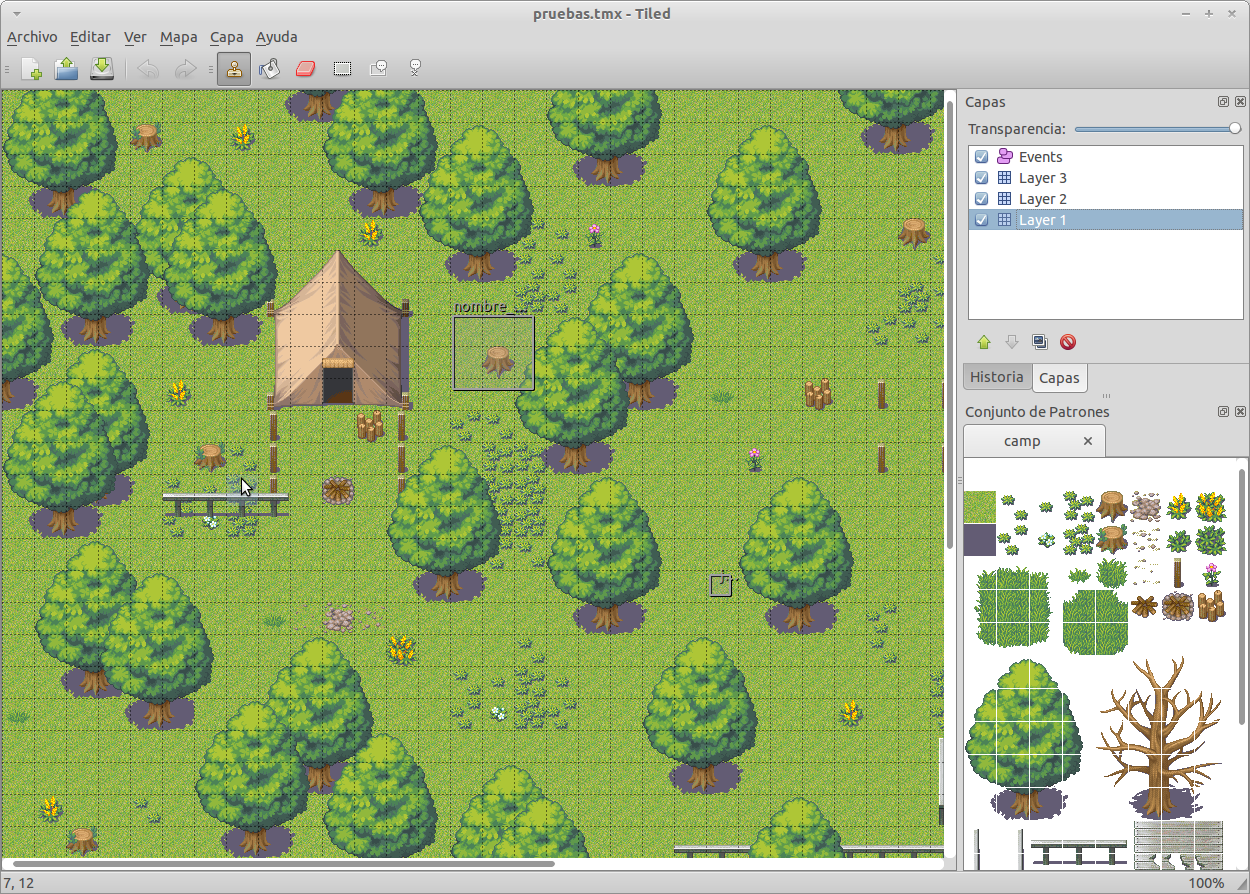 pruebas.tmx - Tiled
Archivo Editar Ver Mapa Capa Ayuda
Capas
Transparencia:
Events
Layer 3
Layer 2
Layer 1
nombre_
Historia Capas
Conjunto de Patrones
camp
7, 12
100%